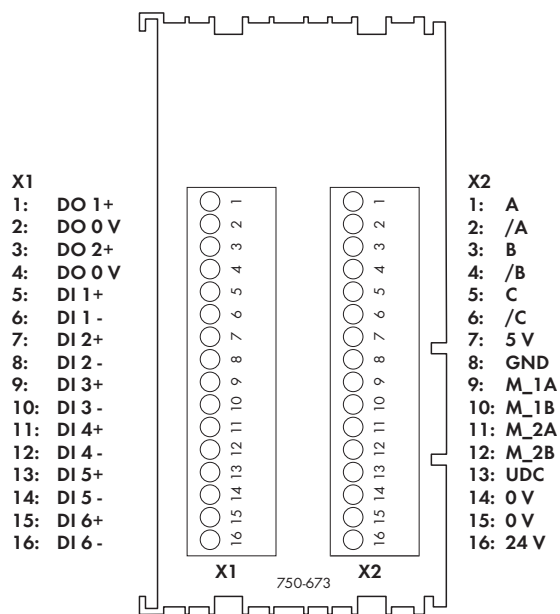 X1
1: DO 1+
2: DO 0 V
3: DO 2+
4: DO 0 V
5: DI 1+
6: DI 1 -
7: DI 2+
8: DI 2 -
9: DI 3+
10: DI 3 -
11: DI 4+
12: DI 4 -
13: DI 5+
14: DI 5 -
15: DI 6+
16: DI 6 -
1
2
3
4
5
6
7
8
9
10
11
12
13
14
15
16
X1
750-673
1
2
3
4
5
6
7
8
9
10
11
12
13
14
15
16
X2
X2
1: A
2: /A
3: B
4: /B
5: C
6: /C
7: 5 V
8: GND
9: M_1A
10: M_1B
11: M_2A
12: M_2B
13: UDC
14: 0 V
15: 0 V
16: 24 V